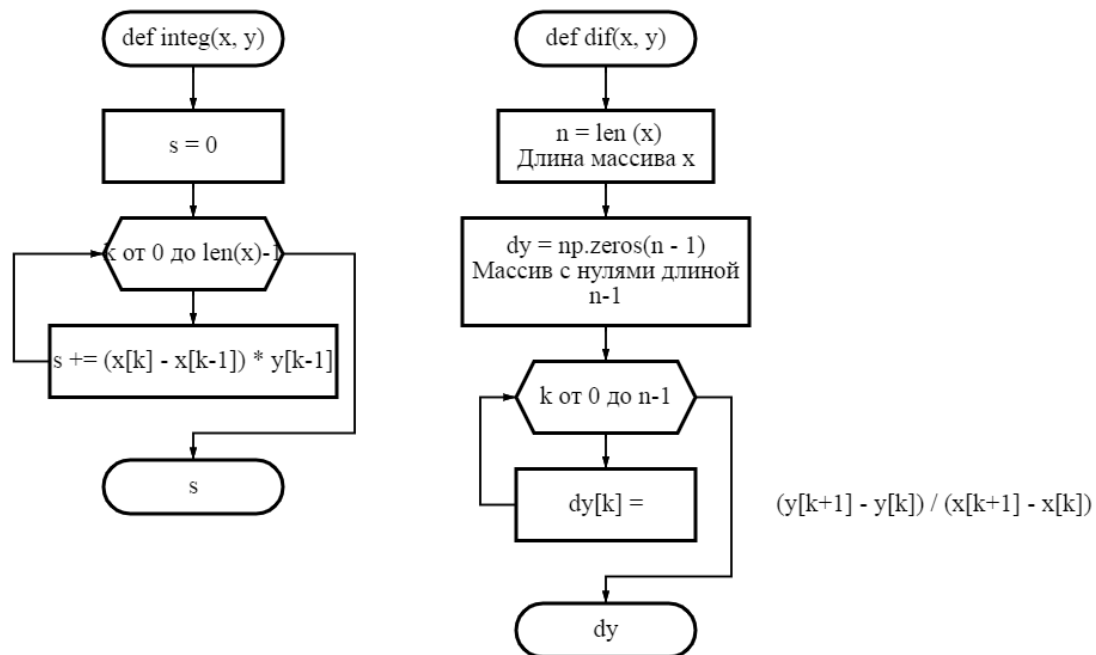 def integ(x, y)
s = 0
k от 0 до len(x)-1
s += (x[k] - x[k-1]) * y[k-1]
s
def dif(x, y)
n = len (x)
Длина массива x
dy = np.zeros(n - 1)
Массив с нулями длиной
n-1
k от 0 до n-1
dy[k] =
(y[k+1] - y[k]) / (x[k+1] - x[k])
dy